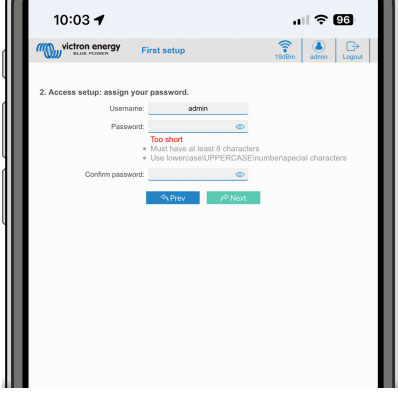 10:03
96
victron energy
BLUE POWER
First setup
19dBm
admin
Logout
2. Access setup: assign your password.
Username: admin
Password:
Too short
Must have at least 8 characters
Use lowercase\UPPERCASE\number\special characters
Confirm password:
Prev
Next